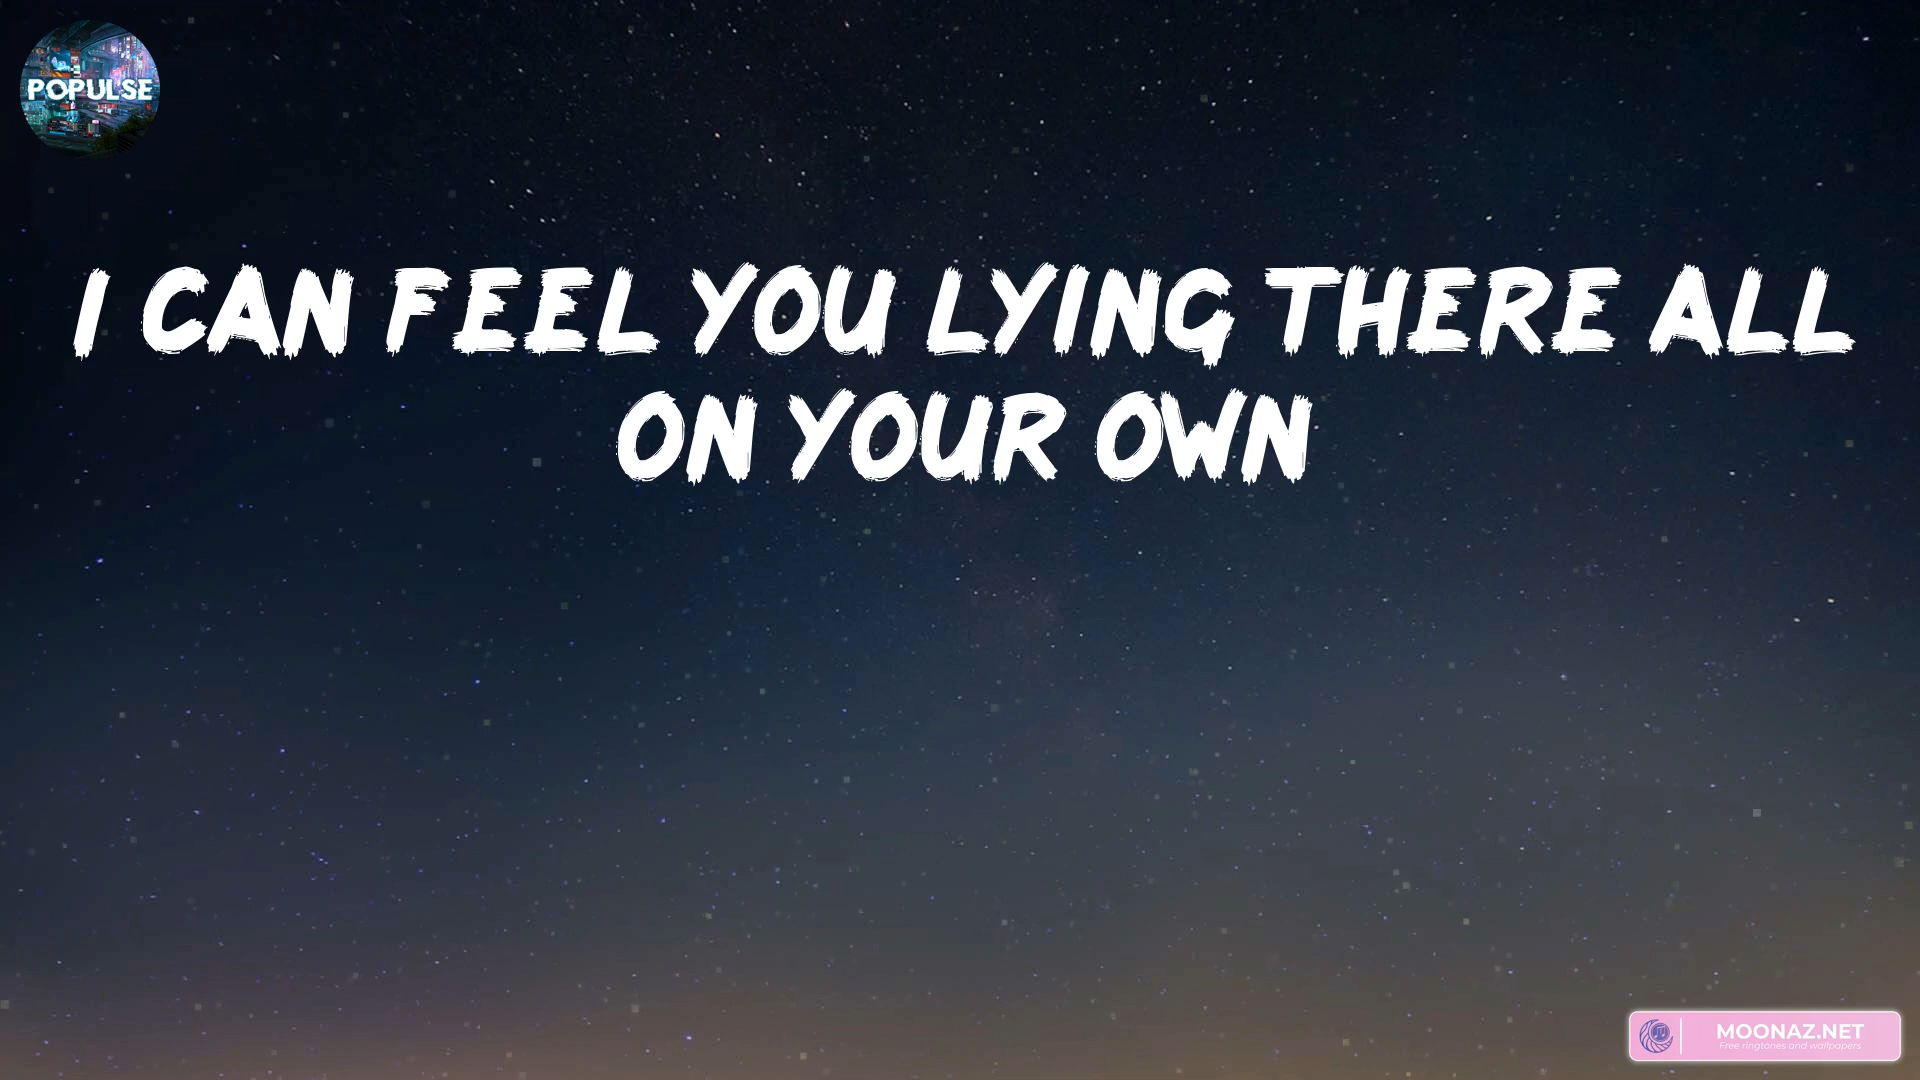 POPULSE
I CAN FEEL YOU LYING THERE ALL
ON YOUR OWN
MOONAZ.NET
Free ringtones and wallpapers